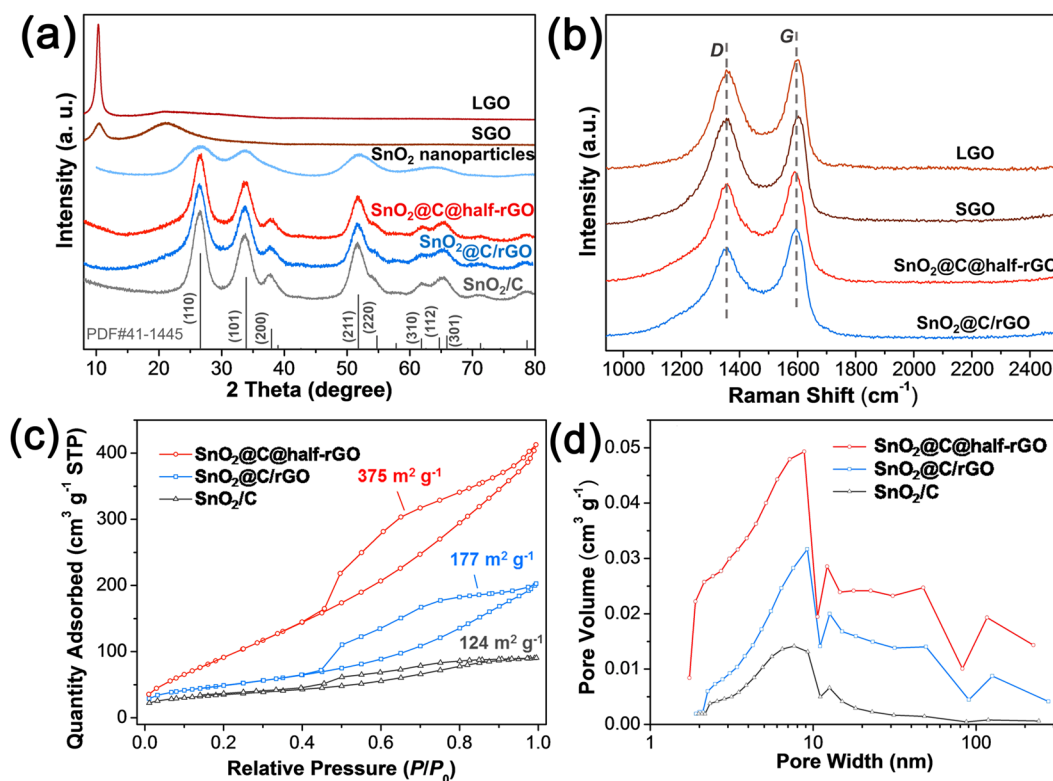 (a)
Intensity (a. u.)
LGO
SGO
SnO₂ nanoparticles
SnO₂@C@half-rGO
SnO₂@C/rGO
SnO₂/C
PDF#41-1445
(110)
(101)
(200)
(211)
(220)
(310)
(112)
(301)
10 20 30 40 50 60 70 80
2 Theta (degree)
(b)
Intensity (a.u.)
D
G
LGO
SGO
SnO₂@C@half-rGO
SnO₂@C/rGO
1000 1200 1400 1600 1800 2000 2200 2400
Raman Shift (cm⁻¹)
(c)
Quantity Adsorbed (cm³ g⁻¹ STP)
400
300
200
100
0
SnO₂@C@half-rGO
SnO₂@C/rGO
SnO₂/C
375 m² g⁻¹
177 m² g⁻¹
124 m² g⁻¹
0.0 0.2 0.4 0.6 0.8 1.0
Relative Pressure (P/P₀)
(d)
Pore Volume (cm³ g⁻¹)
0.05
0.04
0.03
0.02
0.01
0.00
SnO₂@C@half-rGO
SnO₂@C/rGO
SnO₂/C
1 10 100
Pore Width (nm)